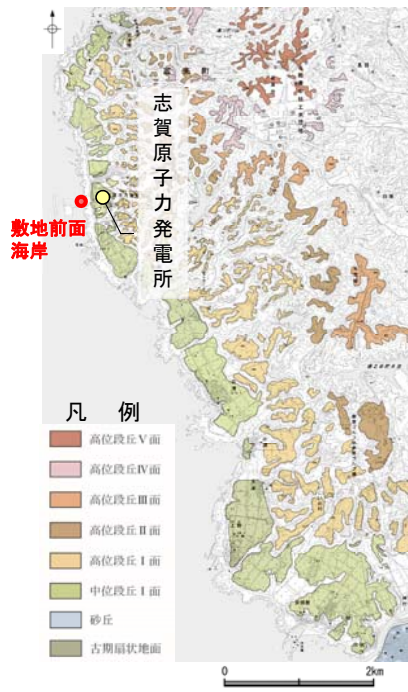 志賀原子力発電所
敷地前面
海岸
凡 例
高位段丘Ⅴ面
高位段丘Ⅳ面
高位段丘Ⅲ面
高位段丘Ⅱ面
高位段丘Ⅰ面
中位段丘Ⅰ面
砂丘
古期扇状地面
0 2km